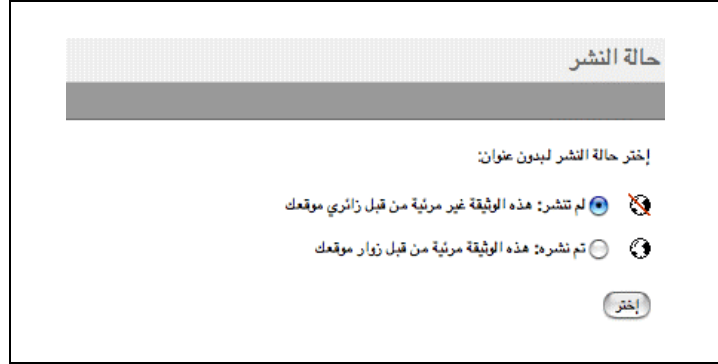 حالة النشر
إختر حالة النشر لبدون عنوان:
لم تنشر: هذه الوثيقة غير مرئية من قبل زائري موقعك
تم نشره: هذه الوثيقة مرئية من قبل زوار موقعك
إختر